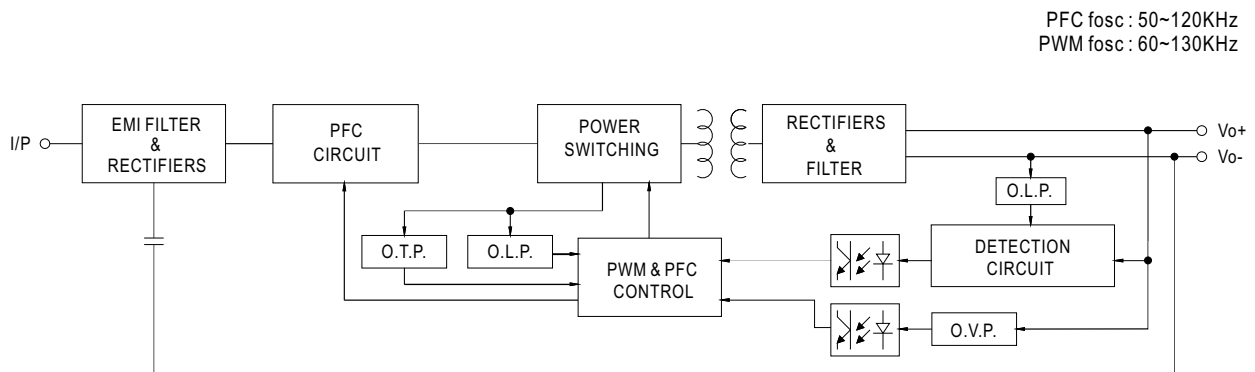 PFC fosc : 50~120KHz
PWM fosc : 60~130KHz
I/P
EMI FILTER
&
RECTIFIERS
PFC
CIRCUIT
POWER
SWITCHING
RECTIFIERS
&
FILTER
Vo+
Vo-
O.L.P.
O.T.P.
O.L.P.
PWM & PFC
CONTROL
DETECTION
CIRCUIT
O.V.P.